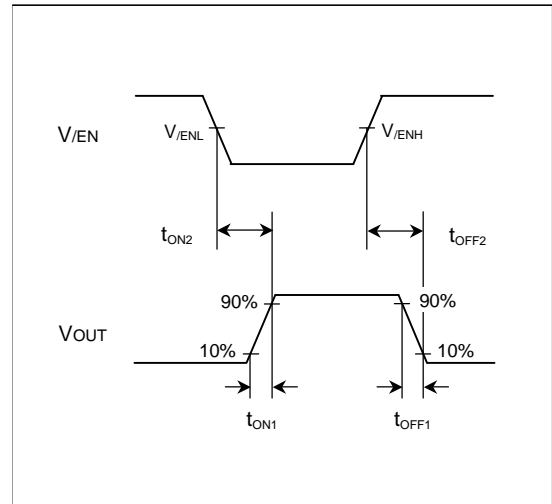 V/EN
V/ENL
V/ENH
tON2
tOFF2
90%
90%
VOUT
10%
10%
tON1
tOFF1